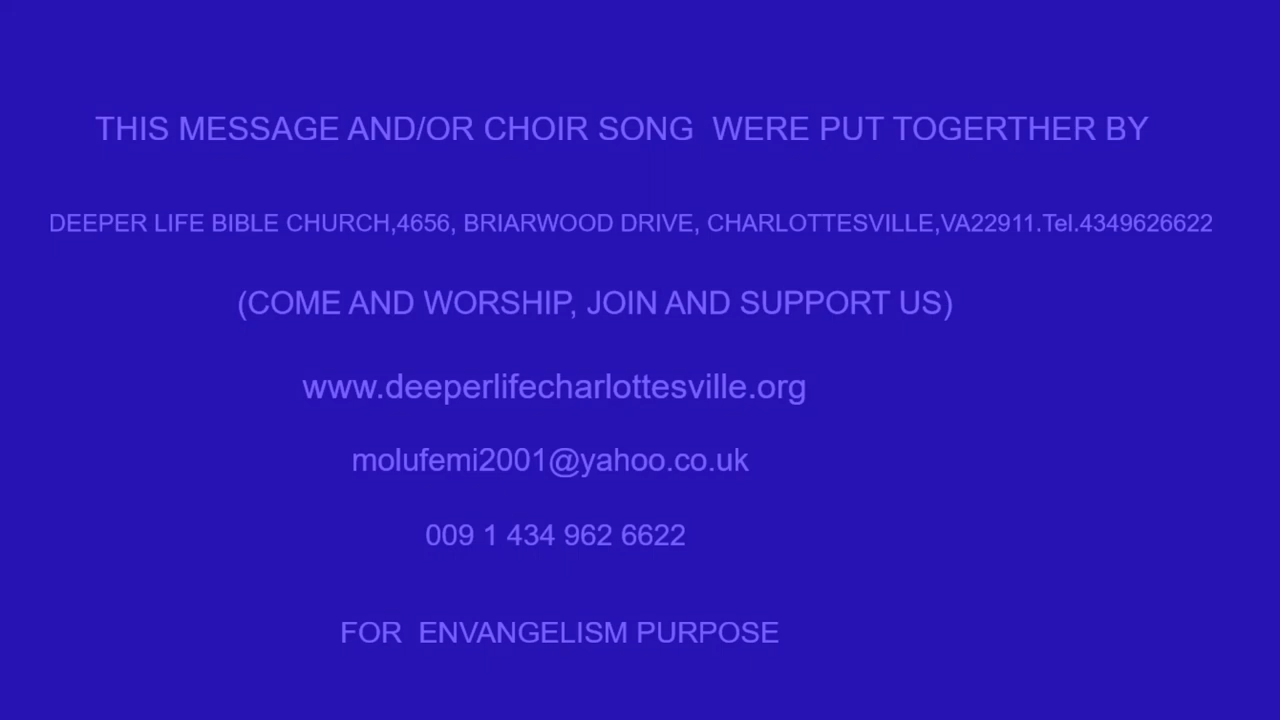 THIS MESSAGE AND/OR CHOIR SONG  WERE PUT TOGERTHER BY
DEEPER LIFE BIBLE CHURCH,4656, BRIARWOOD DRIVE, CHARLOTTESVILLE,VA22911.Tel.4349626622
(COME AND WORSHIP, JOIN AND SUPPORT US)
www.deeperlifecharlottesville.org
molufemi2001@yahoo.co.uk
009 1 434 962 6622
FOR  ENVANGELISM PURPOSE